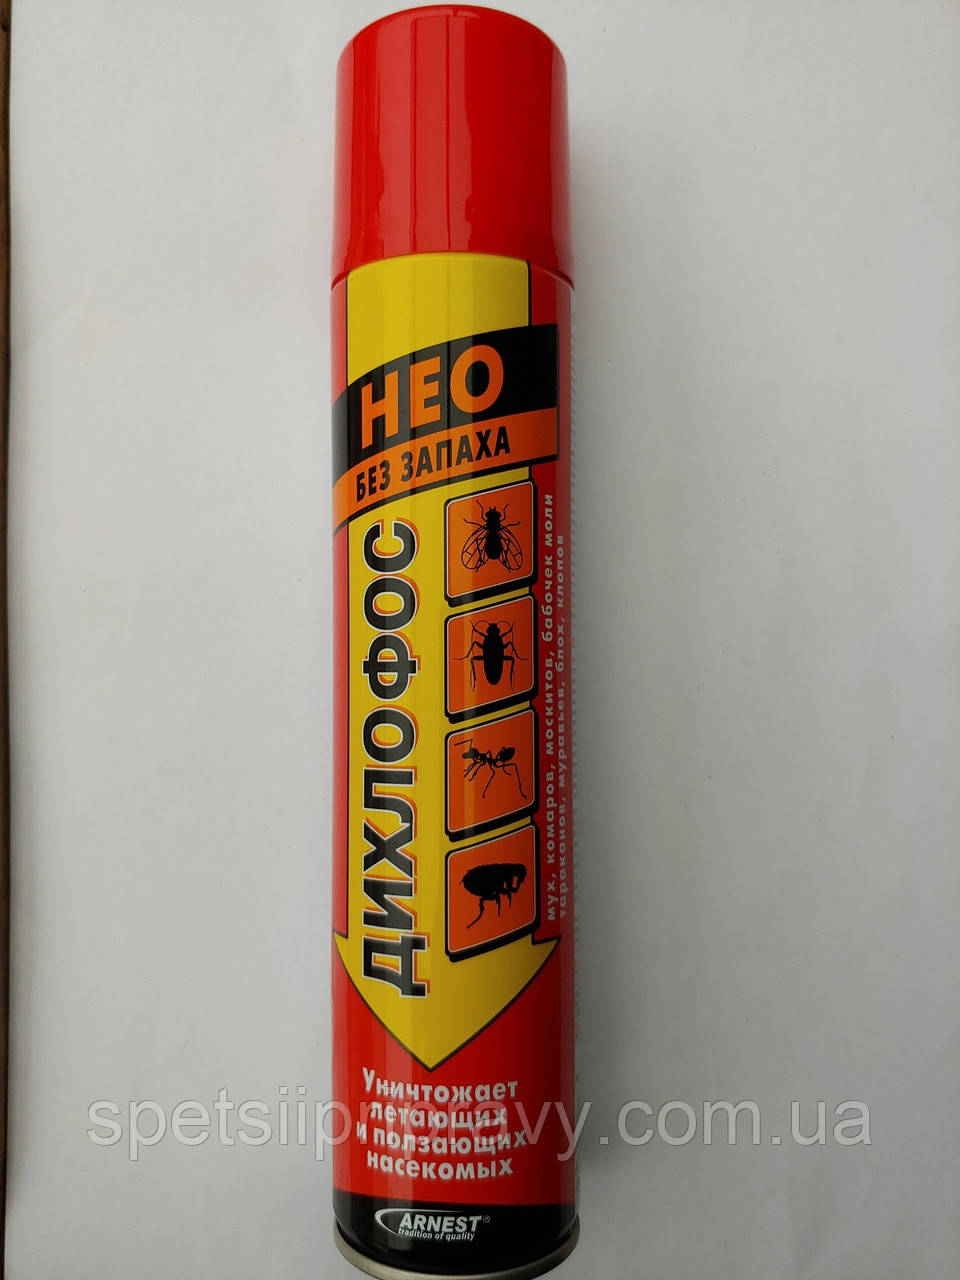 НЕО
БЕЗ ЗАПАХА
ДИХЛОФОС
мух, комаров, москитов, бабочек моли
тараканов, муравьев, блох, клопов
Уничтожает
летающих
и ползающих
насекомых
spetsiipripravy.com.ua
ARNEST®
tradition of quality